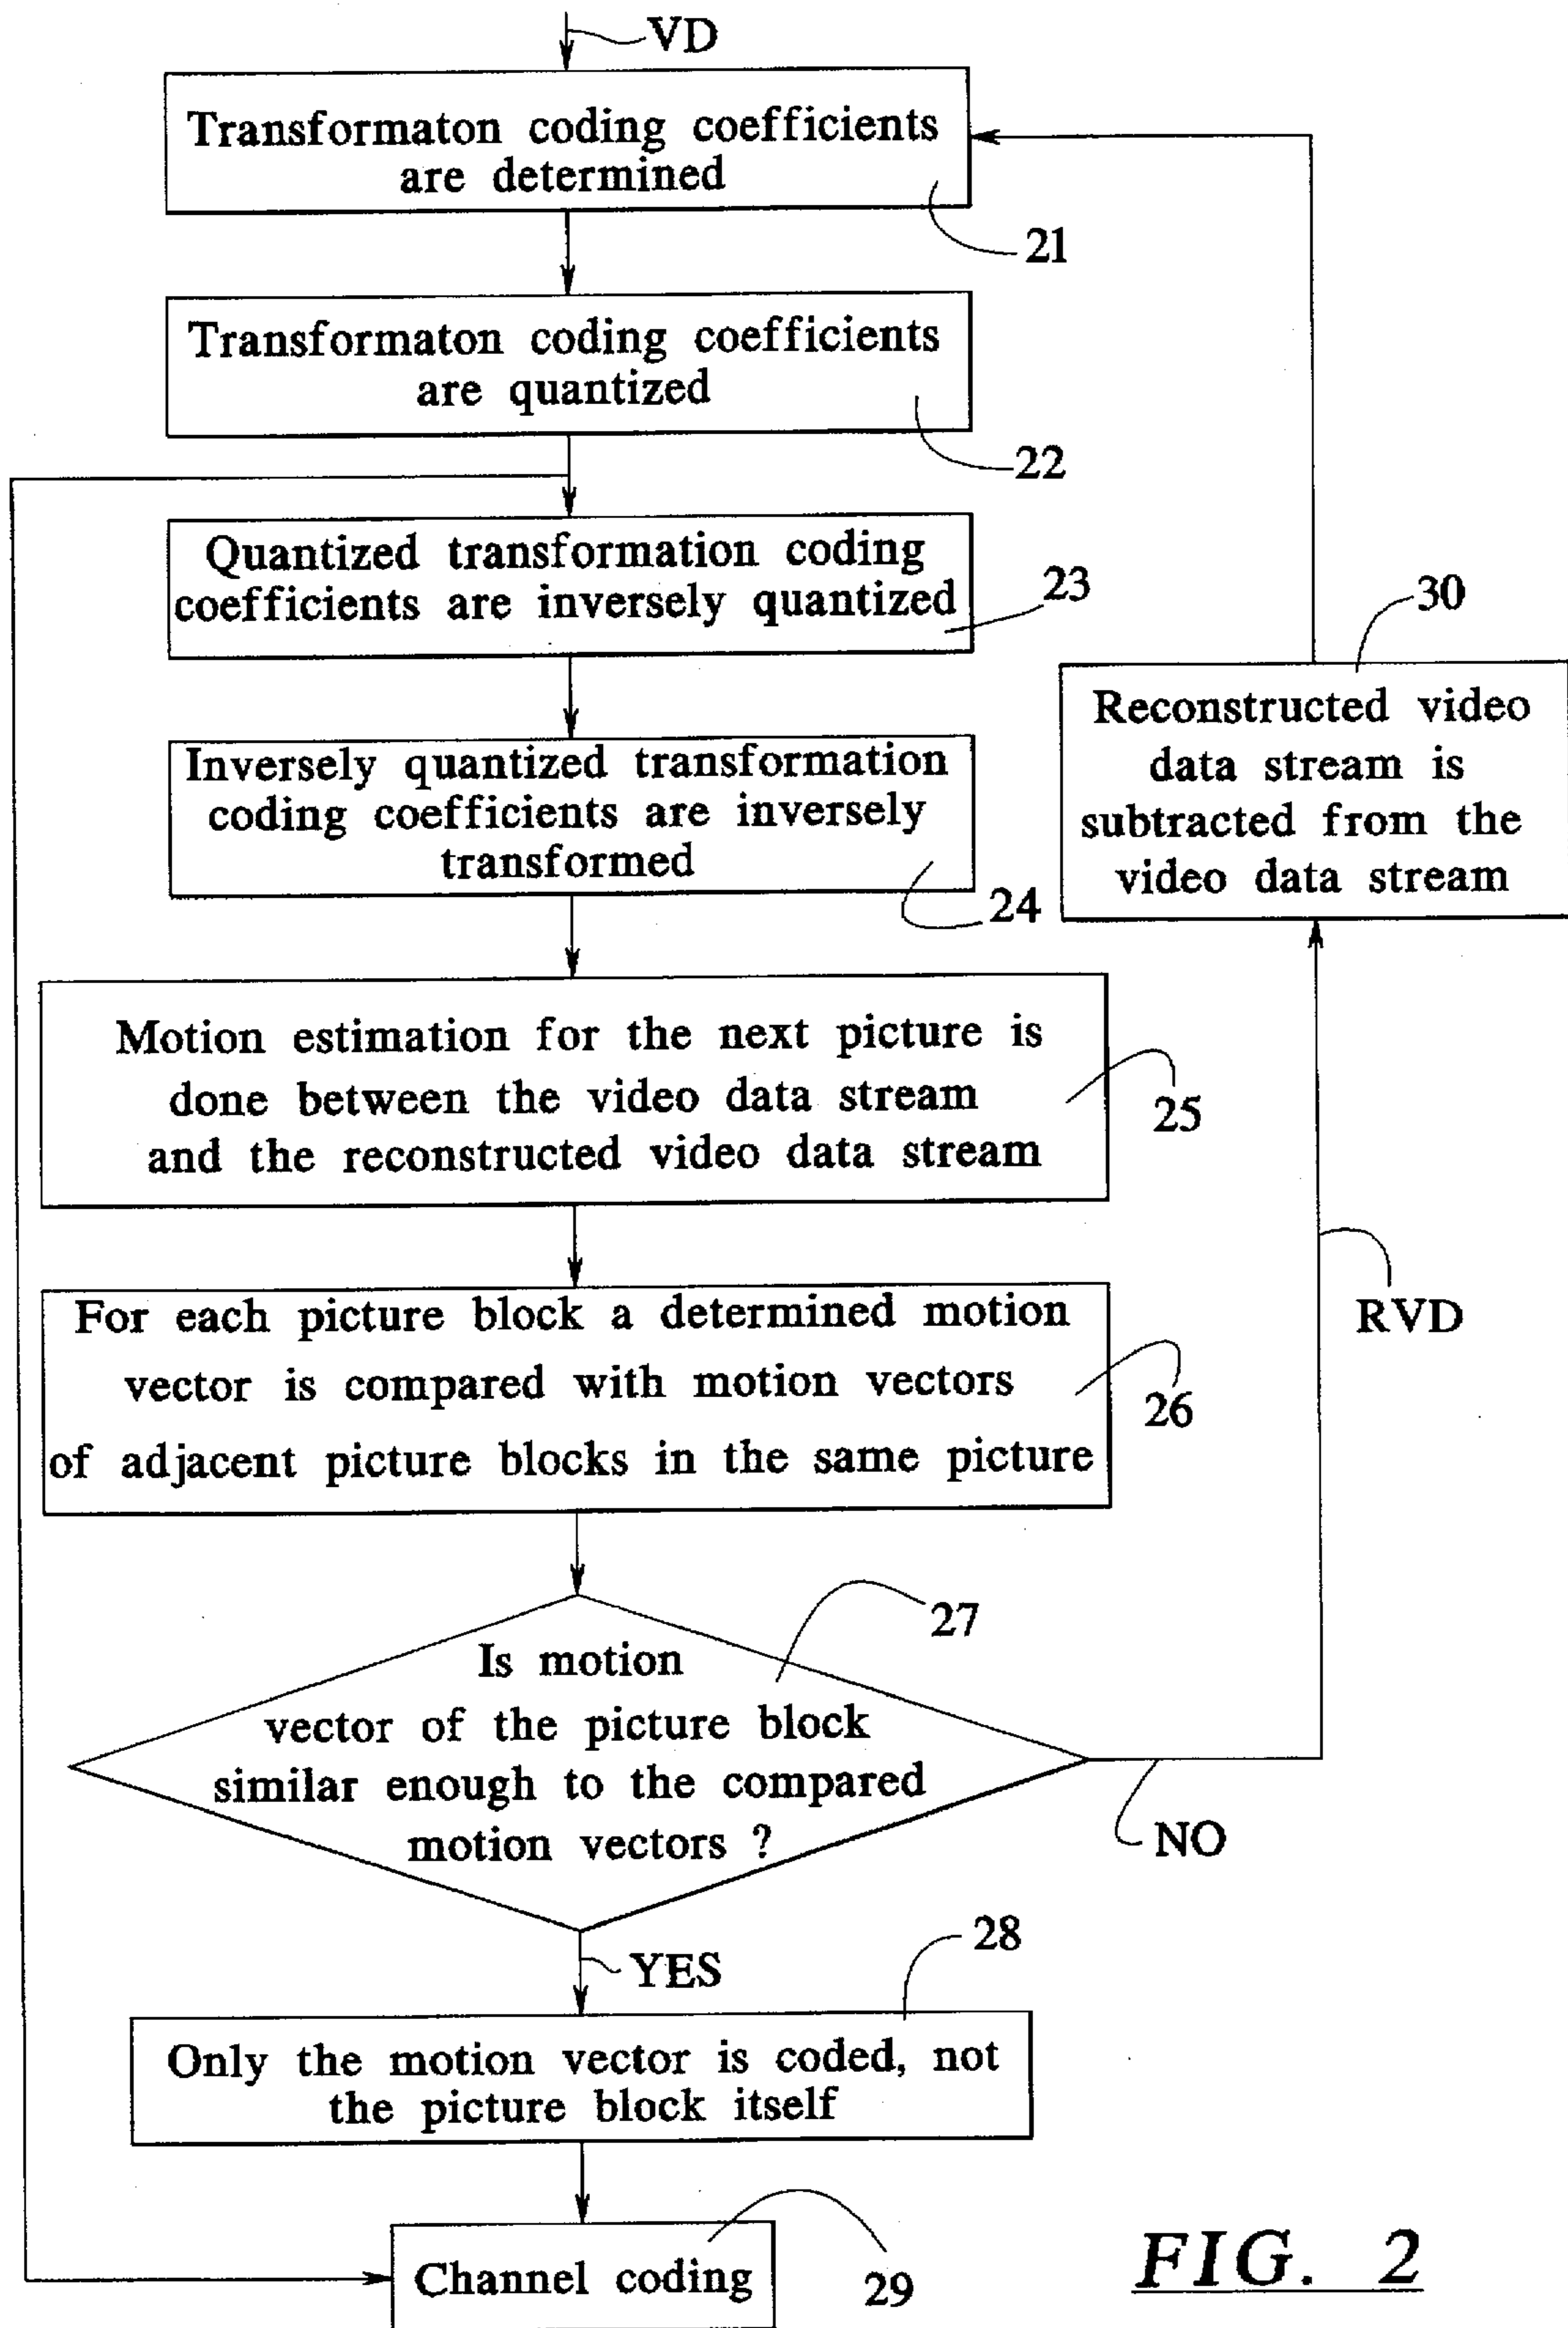 VD
Transformaton coding coefficients
are determined
21
Transformaton coding coefficients
are quantized
22
Quantized transformation coding
coefficients are inversely quantized
23
30
Reconstructed video
data stream is
subtracted from the
video data stream
Inversely quantized transformation
coding coefficients are inversely
transformed
24
Motion estimation for the next picture is
done between the video data stream
and the reconstructed video data stream
25
RVD
For each picture block a determined motion
vector is compared with motion vectors
of adjacent picture blocks in the same picture
26
27
Is motion
vector of the picture block
similar enough to the compared
motion vectors ?
NO
YES
28
Only the motion vector is coded, not
the picture block itself
Channel coding
29
FIG. 2